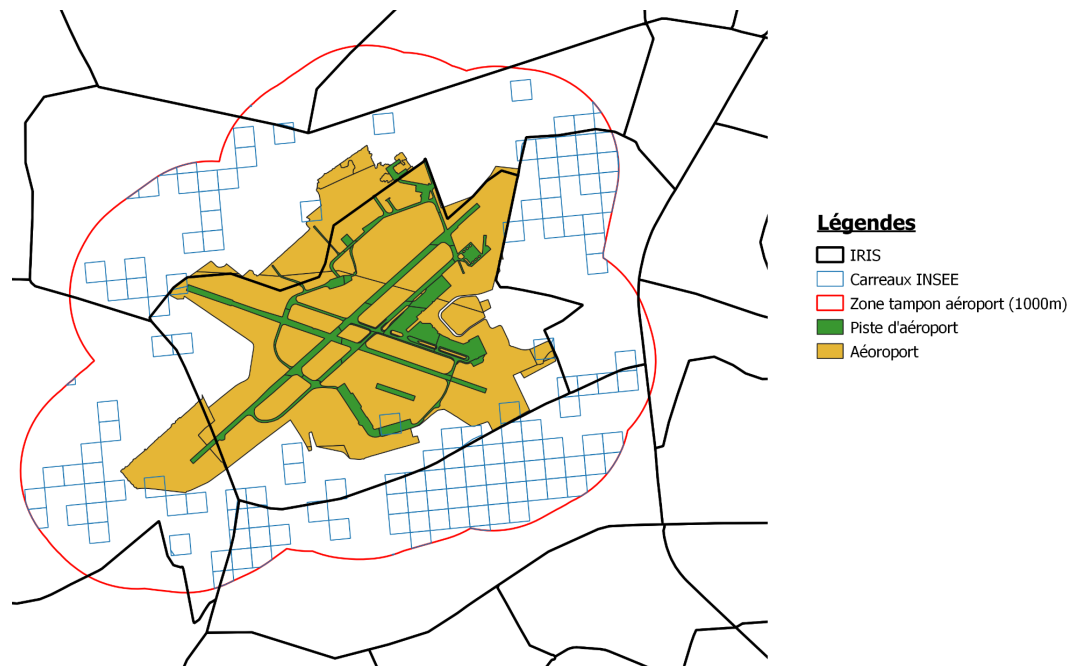 Légendes
IRIS
Carreaux INSEE
Zone tampon aéroport (1000m)
Piste d'aéroport
Aéoroport